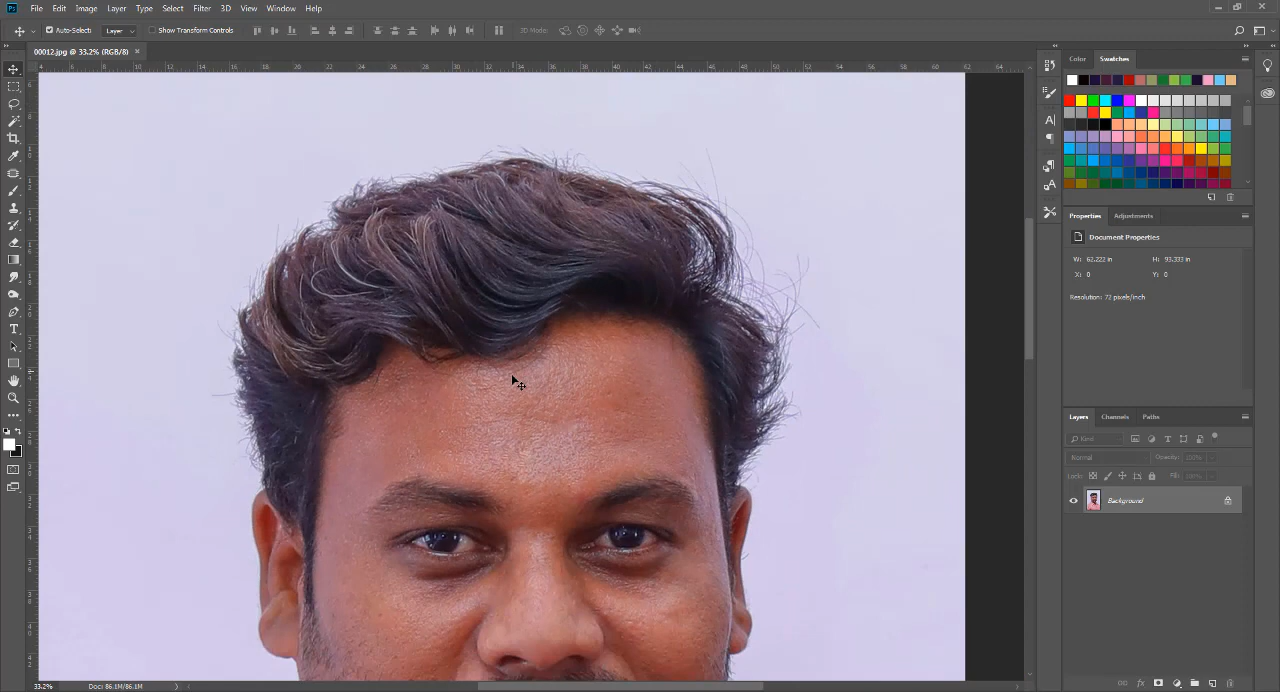 Ps File Edit Image Layer Type Select Filter 3D View Window Help
Auto-Select: Layer Show Transform Controls 3D Mode:
00012.jpg @ 33.2% (RGB/8) ×
Color Swatches
Properties Adjustments
Document Properties
W: 62.222 in H: 93.333 in
X: 0 Y: 0
Resolution: 72 pixels/inch
Layers Channels Paths
Kind
Normal Opacity: 100%
Lock: Fill: 100%
Background
33.2% Doc: 86.1M/86.1M